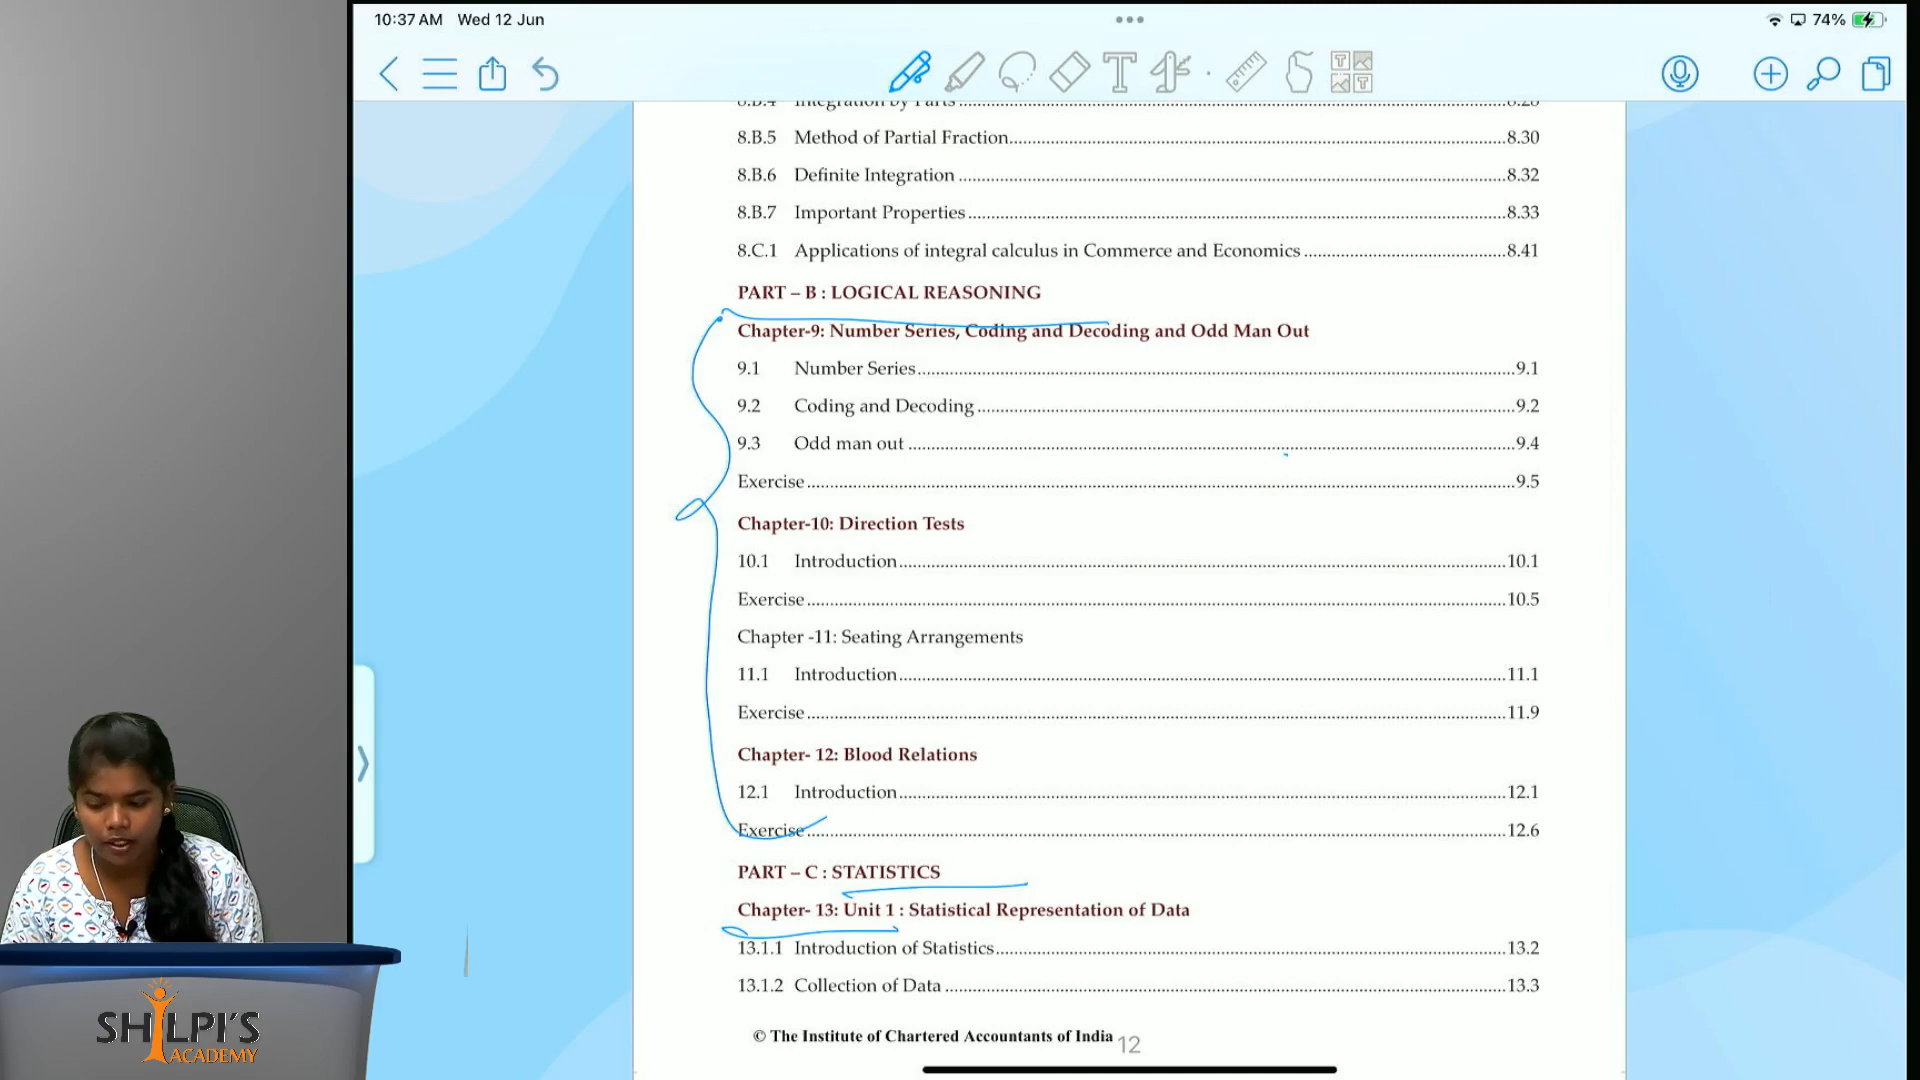 10:37 AM Wed 12 Jun
74%
8.B.4 Integration by Parts ........ 8.28
8.B.5 Method of Partial Fraction ........ 8.30
8.B.6 Definite Integration ........ 8.32
8.B.7 Important Properties ........ 8.33
8.C.1 Applications of integral calculus in Commerce and Economics ........ 8.41
PART – B : LOGICAL REASONING
Chapter-9: Number Series, Coding and Decoding and Odd Man Out
9.1 Number Series ........ 9.1
9.2 Coding and Decoding ........ 9.2
9.3 Odd man out ........ 9.4
Exercise ........ 9.5
Chapter-10: Direction Tests
10.1 Introduction ........ 10.1
Exercise ........ 10.5
Chapter -11: Seating Arrangements
11.1 Introduction ........ 11.1
Exercise ........ 11.9
Chapter- 12: Blood Relations
12.1 Introduction ........ 12.1
Exercise ........ 12.6
PART – C : STATISTICS
Chapter- 13: Unit 1 : Statistical Representation of Data
13.1.1 Introduction of Statistics ........ 13.2
13.1.2 Collection of Data ........ 13.3
© The Institute of Chartered Accountants of India
12
SHILPI'S
ACADEMY